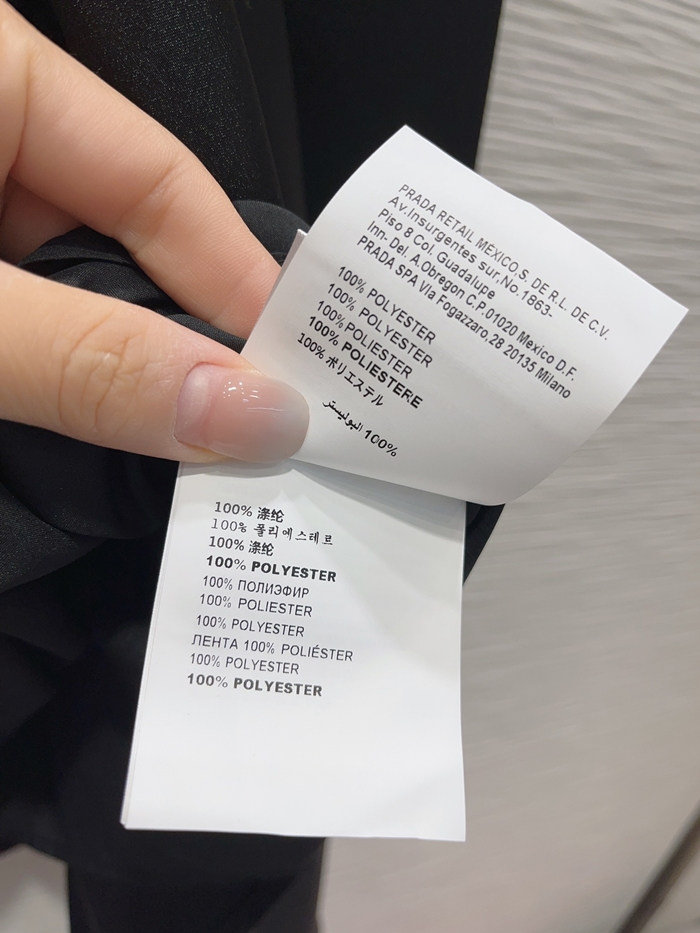 PRADA RETAIL MEXICO,S. DE R.L. DE C.V.
Av.Insurgentes sur.No.1863-
Piso 8 Col. Guadalupe
Inn- Del. A.Obregon C.P.01020 Mexico D.F.
PRADA SPA Via Fogazzaro,28 20135 Milano
100% POLYESTER
100% POLYESTER
100%POLIESTER
100% POLIESTERE
100% ポリエステル
100% البوليستر
100% 涤纶
100% 폴리에스테르
100% 涤纶
100% POLYESTER
100% ПОЛИЭФИР
100% POLIESTER
100% POLYESTER
ЛЕНТА 100% POLIÉSTER
100% POLYESTER
100% POLYESTER